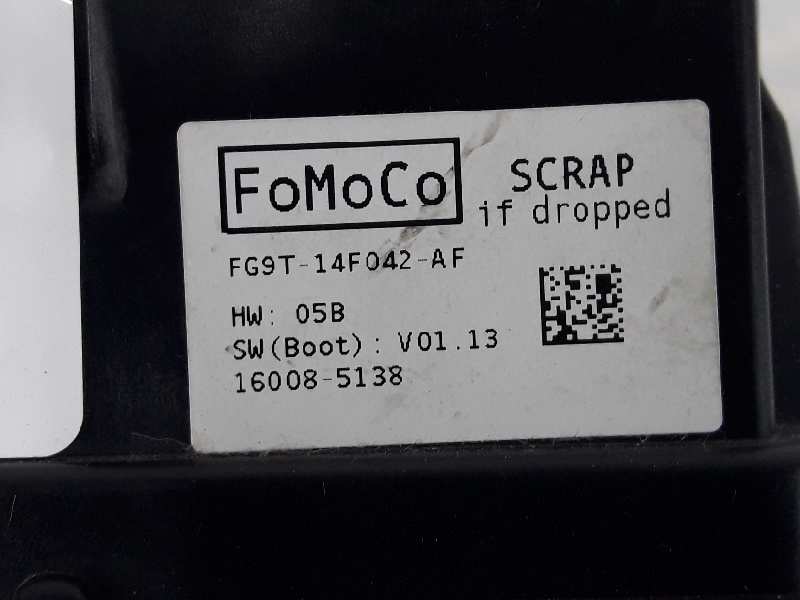 FoMoCo
SCRAP
if dropped
FG9T-14F042-AF
HW: 05B
SW(Boot): V01.13
16008-5138